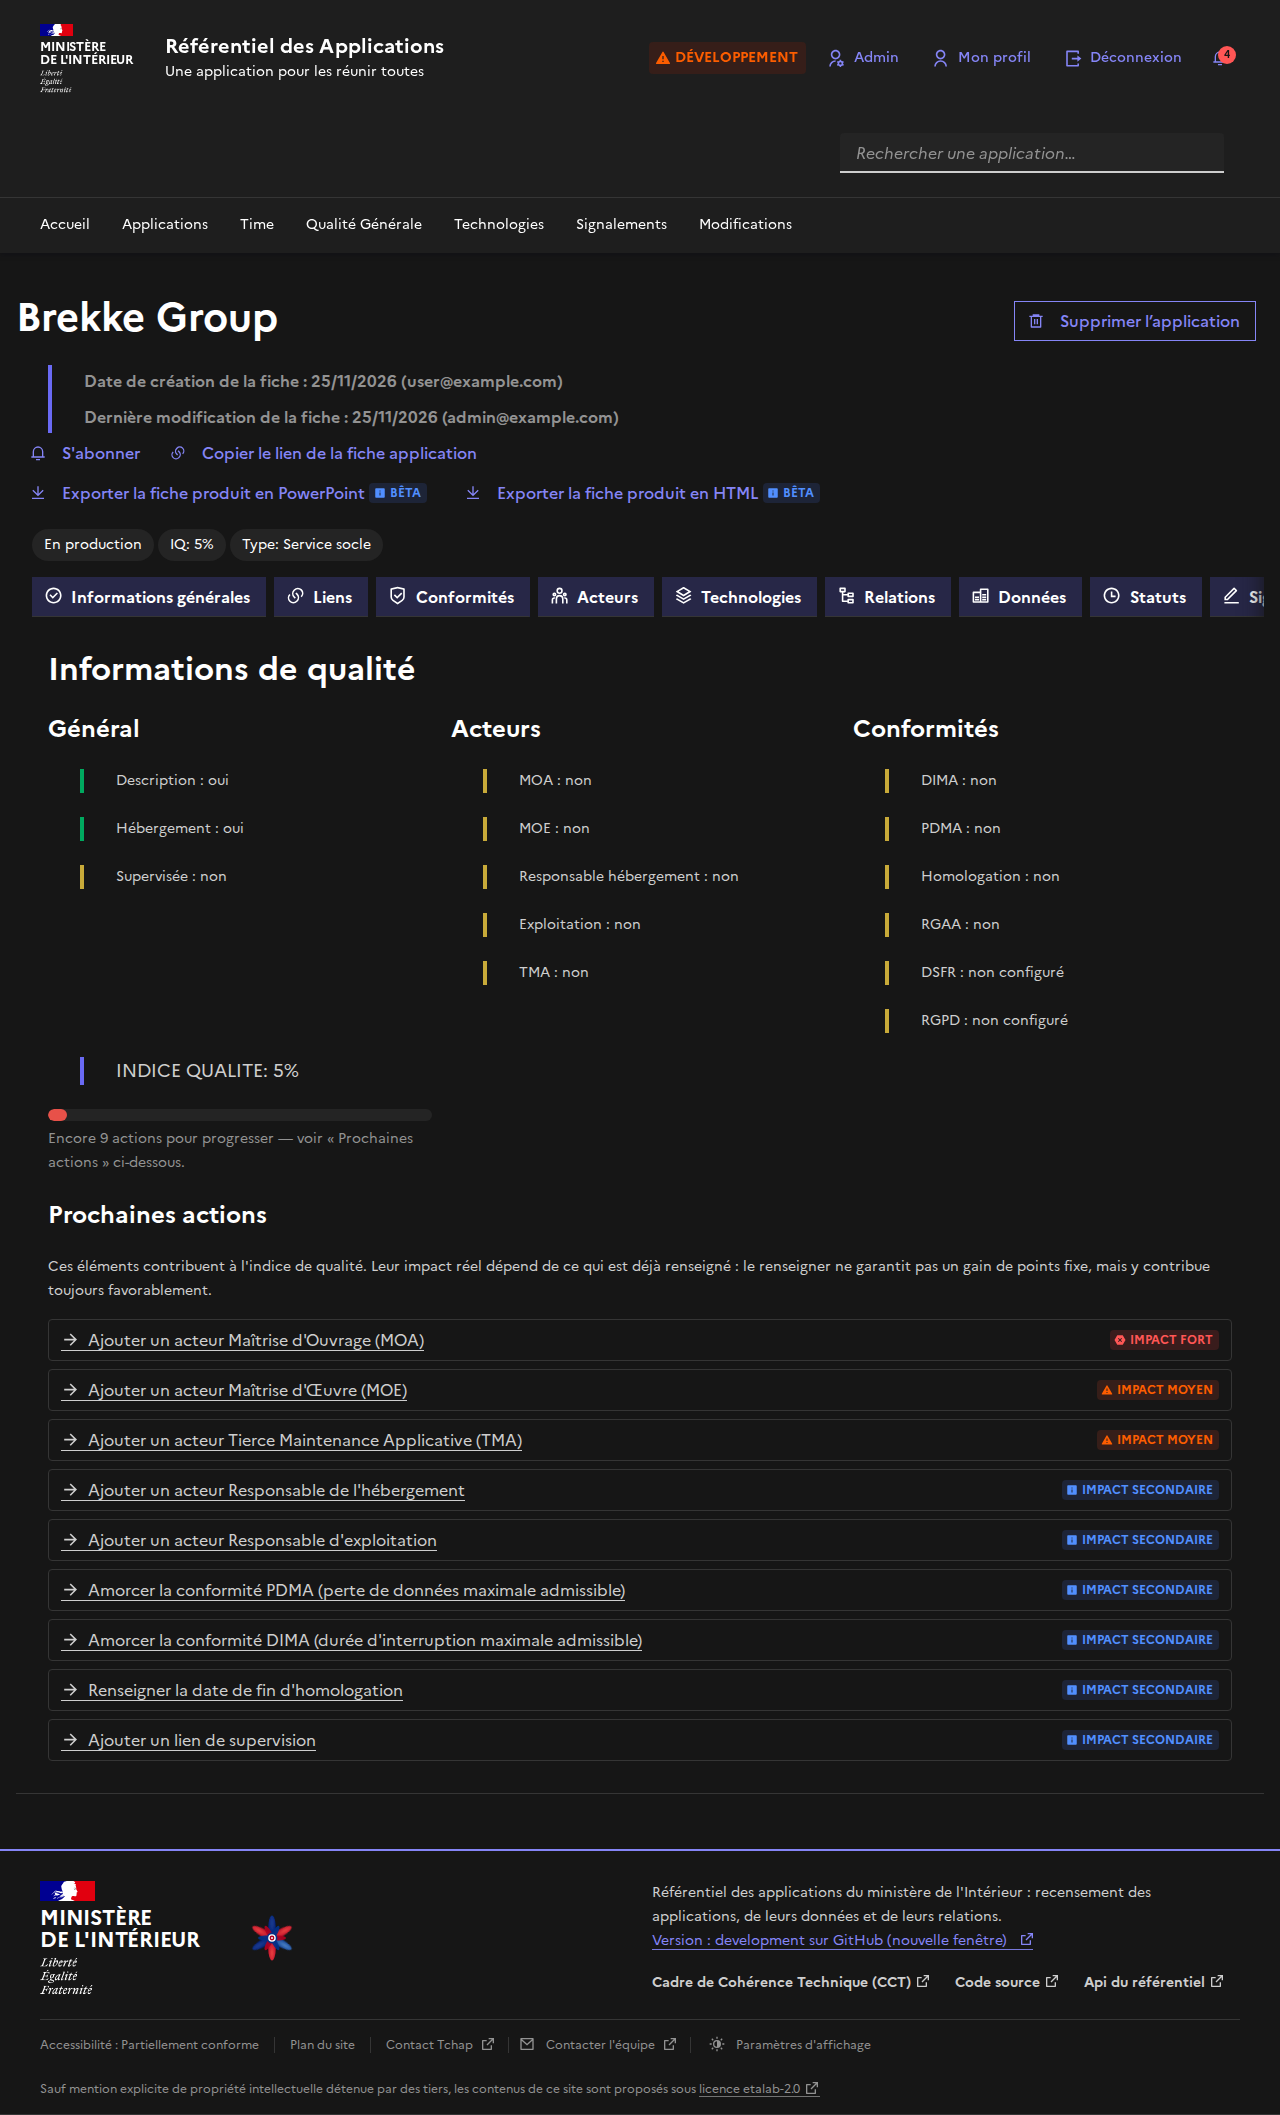 MINISTÈRE
DE L'INTÉRIEUR
Liberté
Égalité
Fraternité
Référentiel des Applications
Une application pour les réunir toutes
DÉVELOPPEMENT
Admin
Mon profil
Déconnexion
4
Rechercher une application...
Accueil
Applications
Time
Qualité Générale
Technologies
Signalements
Modifications
Brekke Group
Supprimer l’application
Date de création de la fiche : 25/11/2026 (user@example.com)
Dernière modification de la fiche : 25/11/2026 (admin@example.com)
S'abonner
Copier le lien de la fiche application
Exporter la fiche produit en PowerPoint BÊTA
Exporter la fiche produit en HTML BÊTA
En production
IQ: 5%
Type: Service socle
Informations générales
Liens
Conformités
Acteurs
Technologies
Relations
Données
Statuts
Informations de qualité
Général
Description : oui
Hébergement : oui
Supervisée : non
Acteurs
MOA : non
MOE : non
Responsable hébergement : non
Exploitation : non
TMA : non
Conformités
DIMA : non
PDMA : non
Homologation : non
RGAA : non
DSFR : non configuré
RGPD : non configuré
INDICE QUALITE: 5%
Encore 9 actions pour progresser — voir « Prochaines
actions » ci-dessous.
Prochaines actions
Ces éléments contribuent à l'indice de qualité. Leur impact réel dépend de ce qui est déjà renseigné : le renseigner ne garantit pas un gain de points fixe, mais y contribue
toujours favorablement.
Ajouter un acteur Maîtrise d'Ouvrage (MOA)
IMPACT FORT
Ajouter un acteur Maîtrise d'Œuvre (MOE)
IMPACT MOYEN
Ajouter un acteur Tierce Maintenance Applicative (TMA)
IMPACT MOYEN
Ajouter un acteur Responsable de l'hébergement
IMPACT SECONDAIRE
Ajouter un acteur Responsable d'exploitation
IMPACT SECONDAIRE
Amorcer la conformité PDMA (perte de données maximale admissible)
IMPACT SECONDAIRE
Amorcer la conformité DIMA (durée d'interruption maximale admissible)
IMPACT SECONDAIRE
Renseigner la date de fin d'homologation
IMPACT SECONDAIRE
Ajouter un lien de supervision
IMPACT SECONDAIRE
MINISTÈRE
DE L'INTÉRIEUR
Liberté
Égalité
Fraternité
Référentiel des applications du ministère de l'Intérieur : recensement des
applications, de leurs données et de leurs relations.
Version : development sur GitHub (nouvelle fenêtre)
Cadre de Cohérence Technique (CCT)
Code source
Api du référentiel
Accessibilité : Partiellement conforme
Plan du site
Contact Tchap
Contacter l'équipe
Paramètres d'affichage
Sauf mention explicite de propriété intellectuelle détenue par des tiers, les contenus de ce site sont proposés sous licence etalab-2.0